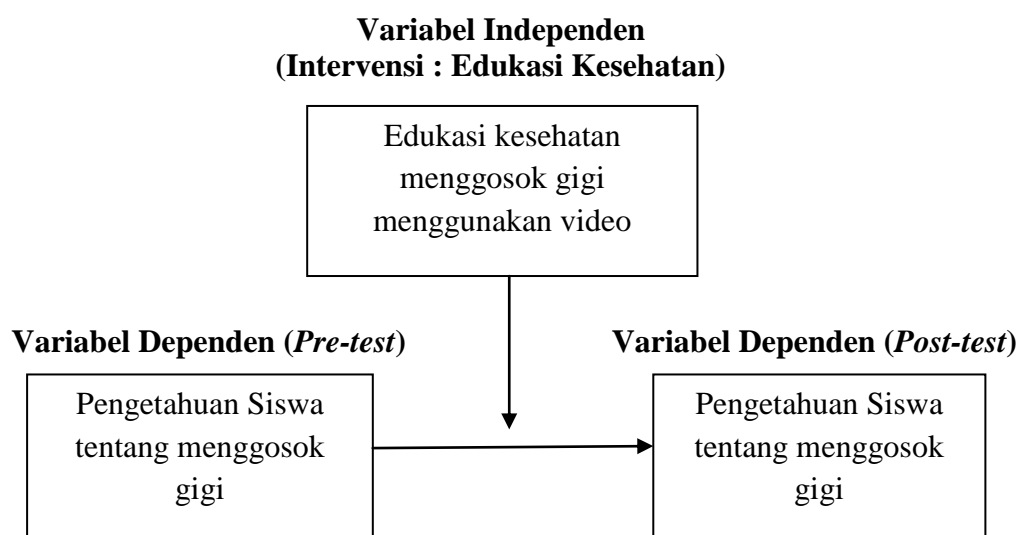 Variabel Independen
(Intervensi : Edukasi Kesehatan)
Edukasi kesehatan
menggosok gigi
menggunakan video
Variabel Dependen (Pre-test)
Pengetahuan Siswa
tentang menggosok
gigi
Variabel Dependen (Post-test)
Pengetahuan Siswa
tentang menggosok
gigi